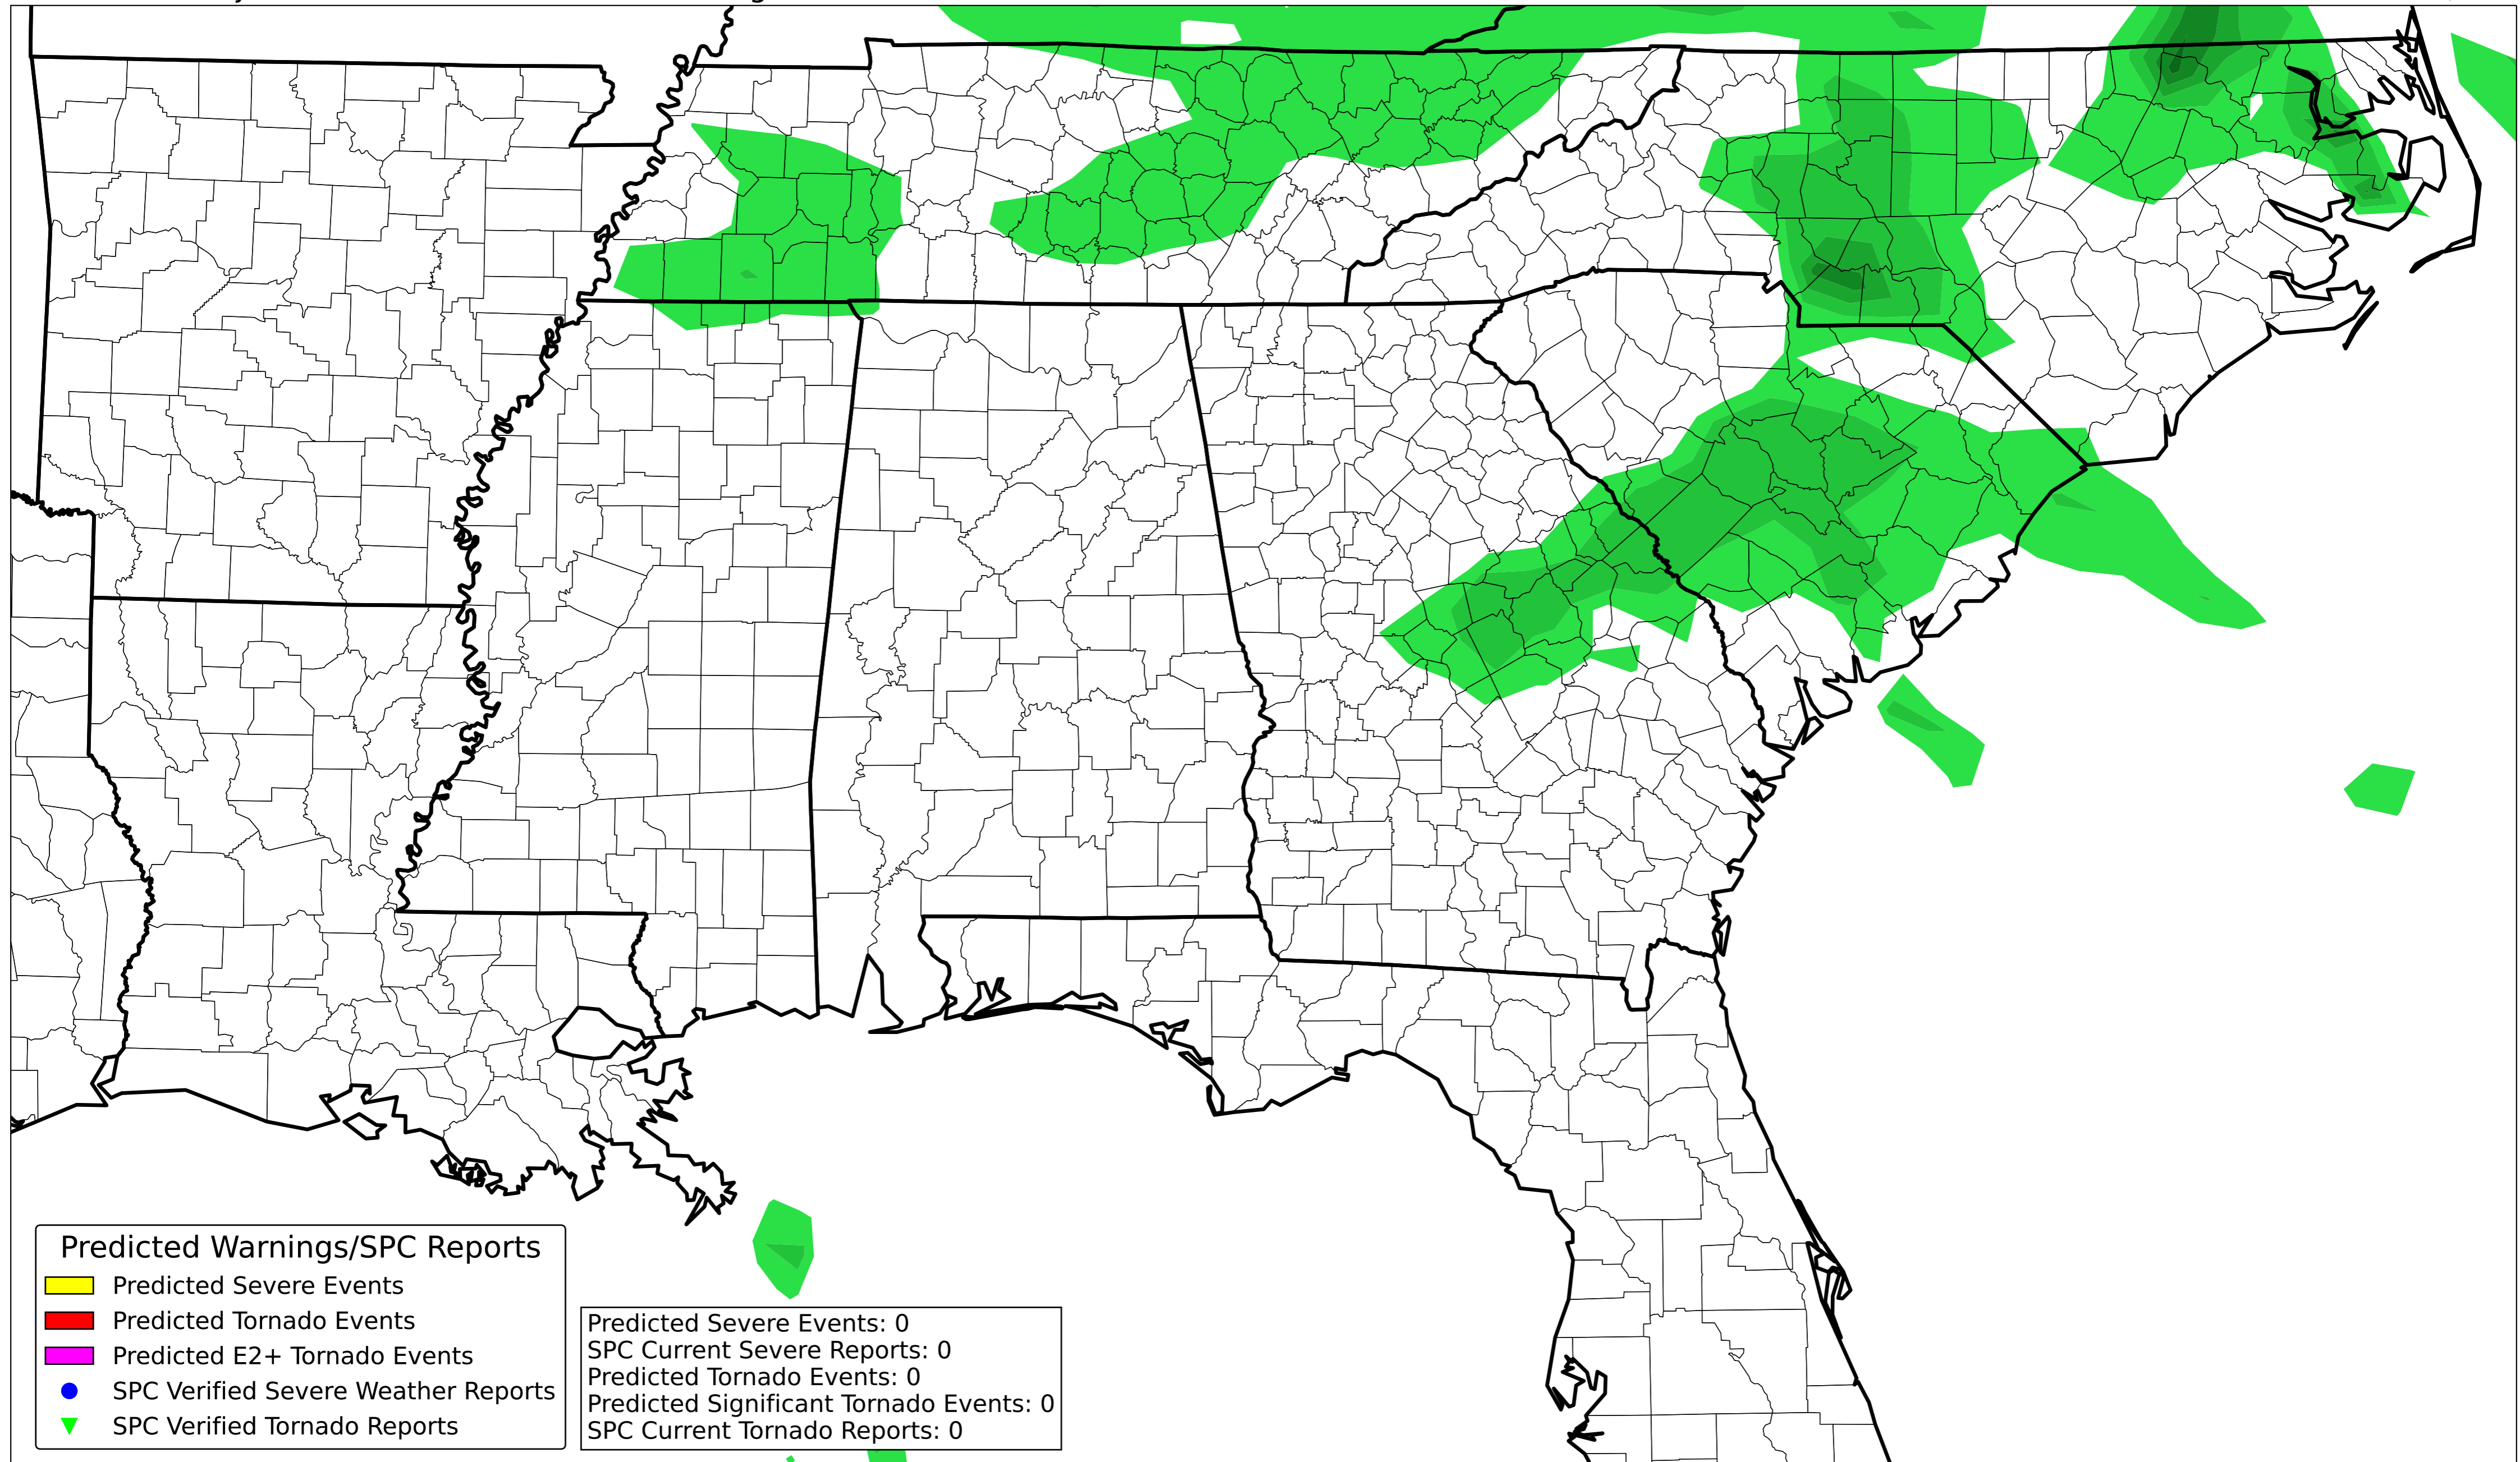 Predicted Warnings/SPC Reports
Predicted Severe Events
Predicted Tornado Events
Predicted E2+ Tornado Events
SPC Verified Severe Weather Reports
SPC Verified Tornado Reports
Predicted Severe Events: 0
SPC Current Severe Reports: 0
Predicted Tornado Events: 0
Predicted Significant Tornado Events: 0
SPC Current Tornado Reports: 0